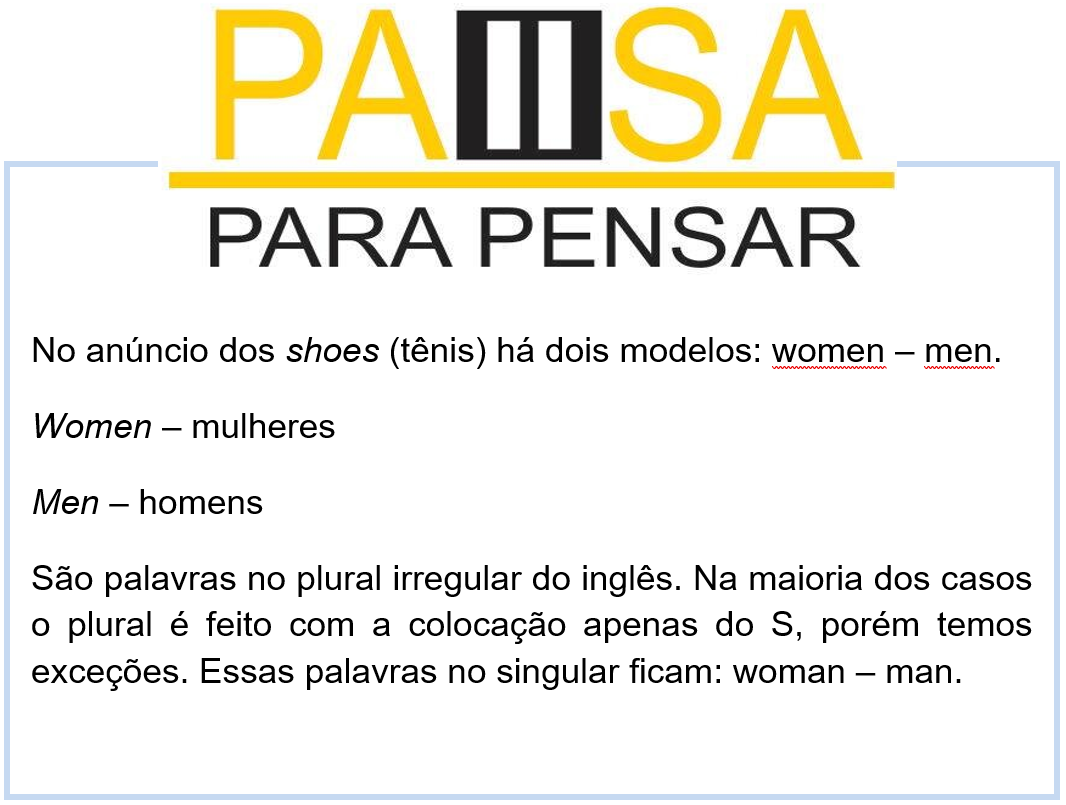 PAUSA
PARA PENSAR
No anúncio dos shoes (tênis) há dois modelos: women – men.
Women – mulheres
Men – homens
São palavras no plural irregular do inglês. Na maioria dos casos
o plural é feito com a colocação apenas do S, porém temos
exceções. Essas palavras no singular ficam: woman – man.